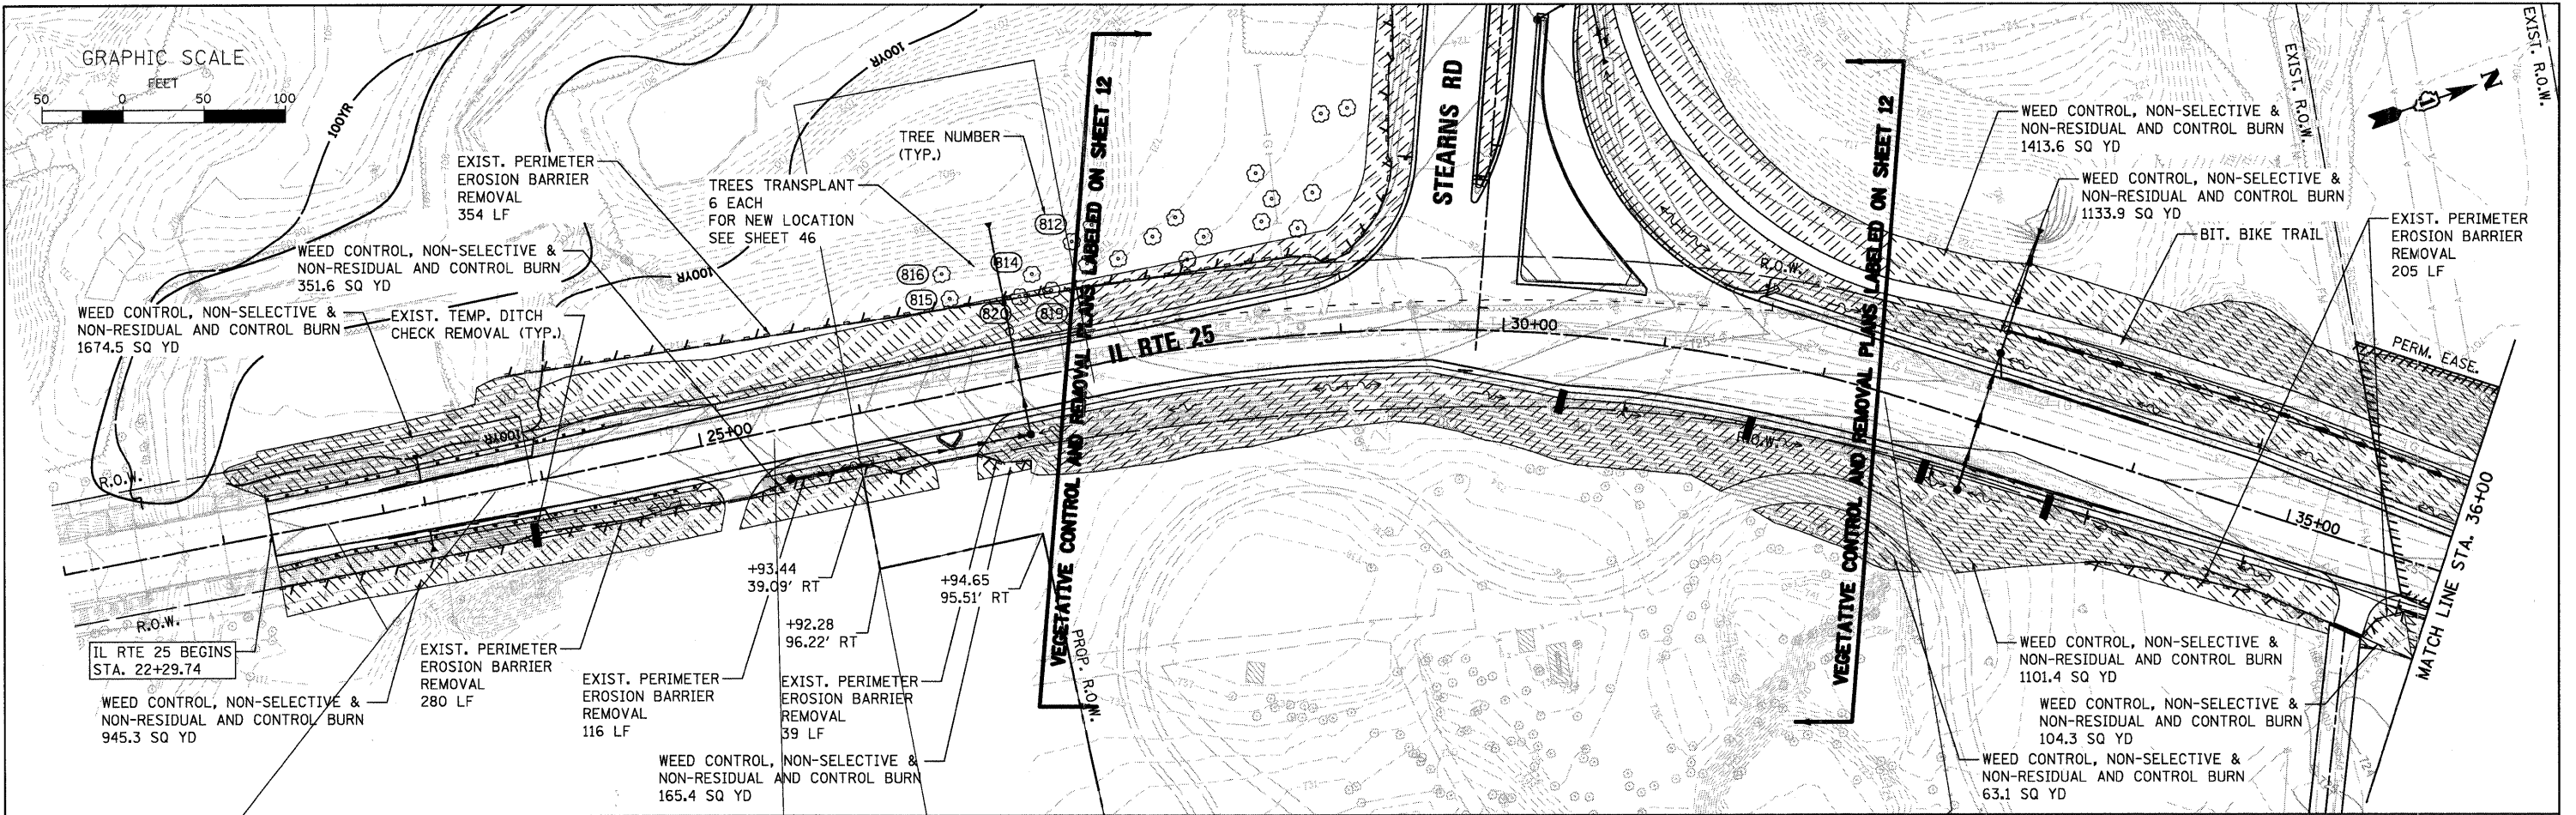 GRAPHIC SCALE
FEET
50 0 50 100
100YR
100YR
100YR
100YR
EXIST. PERIMETER
EROSION BARRIER
REMOVAL
354 LF
WEED CONTROL, NON-SELECTIVE &
NON-RESIDUAL AND CONTROL BURN
351.6 SQ YD
WEED CONTROL, NON-SELECTIVE &
NON-RESIDUAL AND CONTROL BURN
1674.5 SQ YD
EXIST. TEMP. DITCH
CHECK REMOVAL (TYP.)
TREES TRANSPLANT
6 EACH
FOR NEW LOCATION
SEE SHEET 46
TREE NUMBER
(TYP.)
812
814
816
815
820
819
VEGETATIVE CONTROL AND REMOVAL PLANS LABELED ON SHEET 12
STEARNS RD
IL RTE 25
25+00
30+00
35+00
R.O.W.
R.O.W.
R.O.W.
R.O.W.
VEGETATIVE CONTROL AND REMOVAL PLANS LABELED ON SHEET 12
WEED CONTROL, NON-SELECTIVE &
NON-RESIDUAL AND CONTROL BURN
1413.6 SQ YD
WEED CONTROL, NON-SELECTIVE &
NON-RESIDUAL AND CONTROL BURN
1133.9 SQ YD
BIT. BIKE TRAIL
EXIST. PERIMETER
EROSION BARRIER
REMOVAL
205 LF
EXIST. R.O.W.
EXIST. R.O.W.
N
PERM. EASE.
MATCH LINE STA. 36+00
IL RTE 25 BEGINS
STA. 22+29.74
WEED CONTROL, NON-SELECTIVE &
NON-RESIDUAL AND CONTROL BURN
945.3 SQ YD
EXIST. PERIMETER
EROSION BARRIER
REMOVAL
280 LF
EXIST. PERIMETER
EROSION BARRIER
REMOVAL
116 LF
+93.44
39.09' RT
+92.28
96.22' RT
+94.65
95.51' RT
EXIST. PERIMETER
EROSION BARRIER
REMOVAL
39 LF
WEED CONTROL, NON-SELECTIVE &
NON-RESIDUAL AND CONTROL BURN
165.4 SQ YD
PROP. R.O.W.
WEED CONTROL, NON-SELECTIVE &
NON-RESIDUAL AND CONTROL BURN
1101.4 SQ YD
WEED CONTROL, NON-SELECTIVE &
NON-RESIDUAL AND CONTROL BURN
104.3 SQ YD
WEED CONTROL, NON-SELECTIVE &
NON-RESIDUAL AND CONTROL BURN
63.1 SQ YD